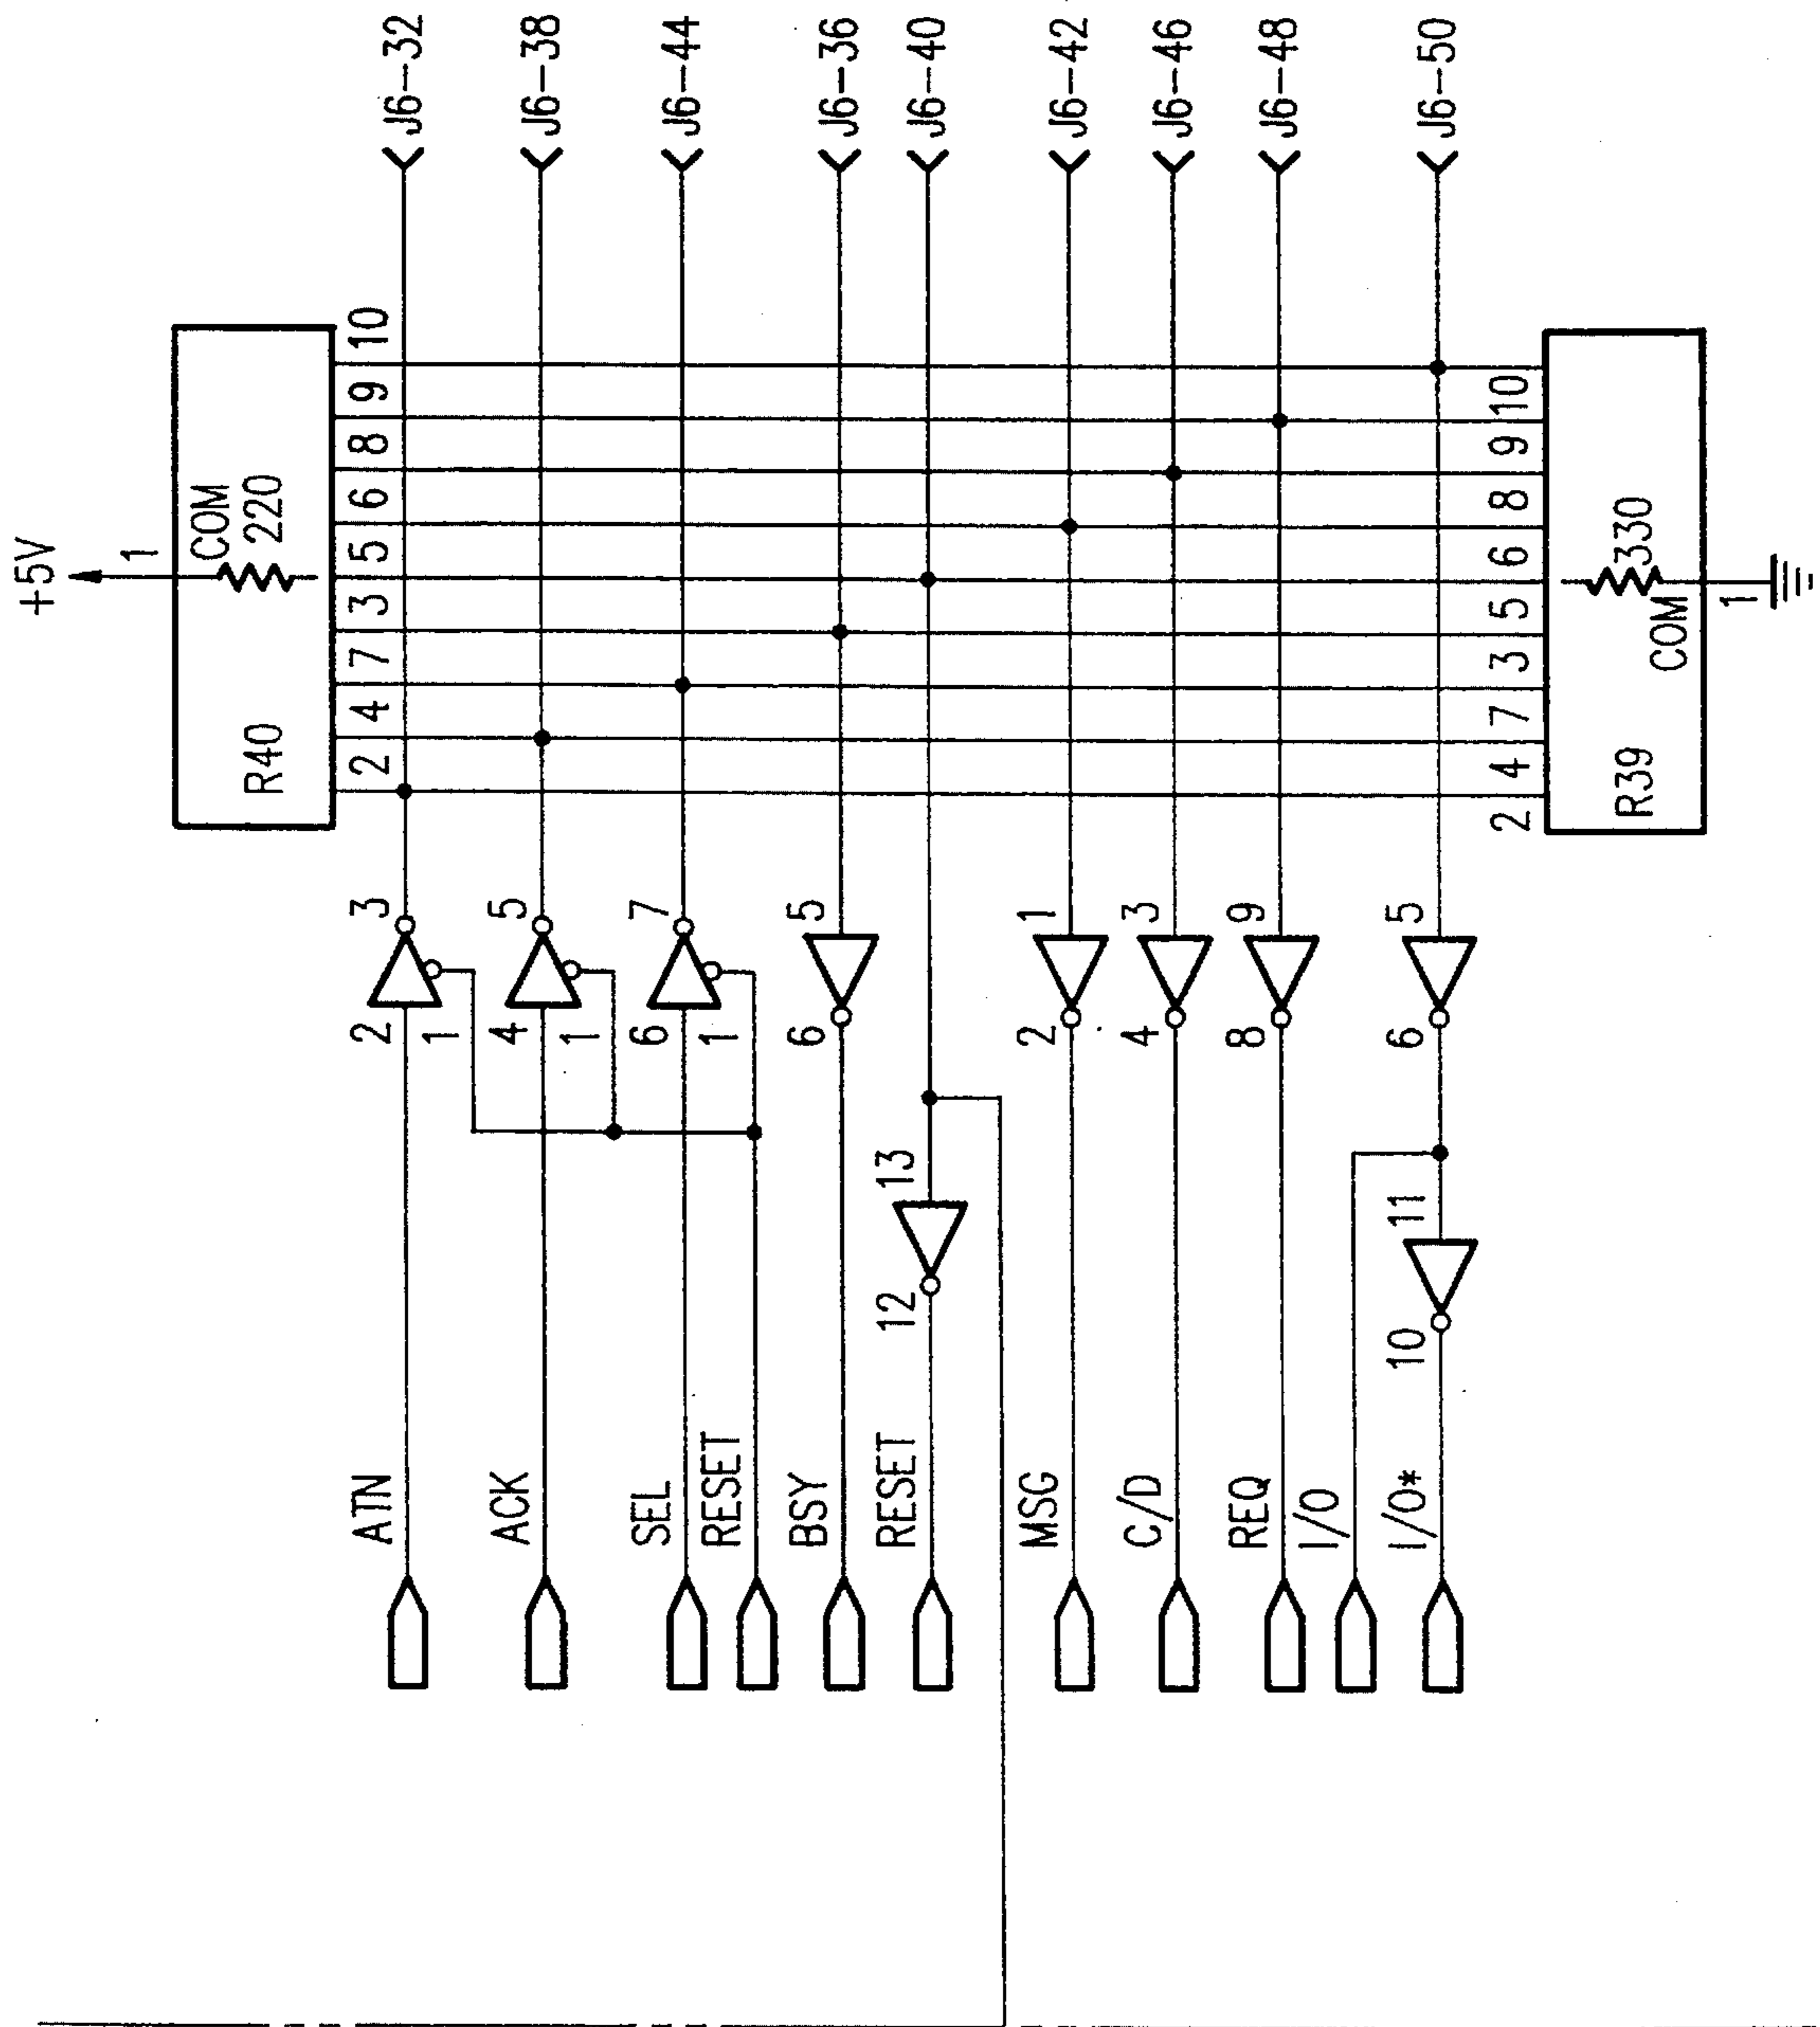 +5V
1
COM
220
R40
10
9
8
6
5
3
7
4
2
J6-32
J6-38
J6-44
J6-36
J6-40
J6-42
J6-46
J6-48
J6-50
3
2
1
5
4
1
7
6
1
5
6
13
12
1
2
3
4
9
8
5
6
11
10
ATN
ACK
SEL
RESET
BSY
RESET
MSG
C/D
REQ
I/O
I/O*
10
9
8
6
5
3
7
4
2
330
COM
R39
1